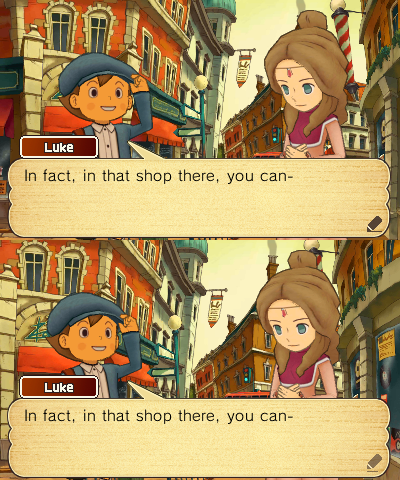 Luke
In fact, in that shop there, you can-
Luke
In fact, in that shop there, you can-